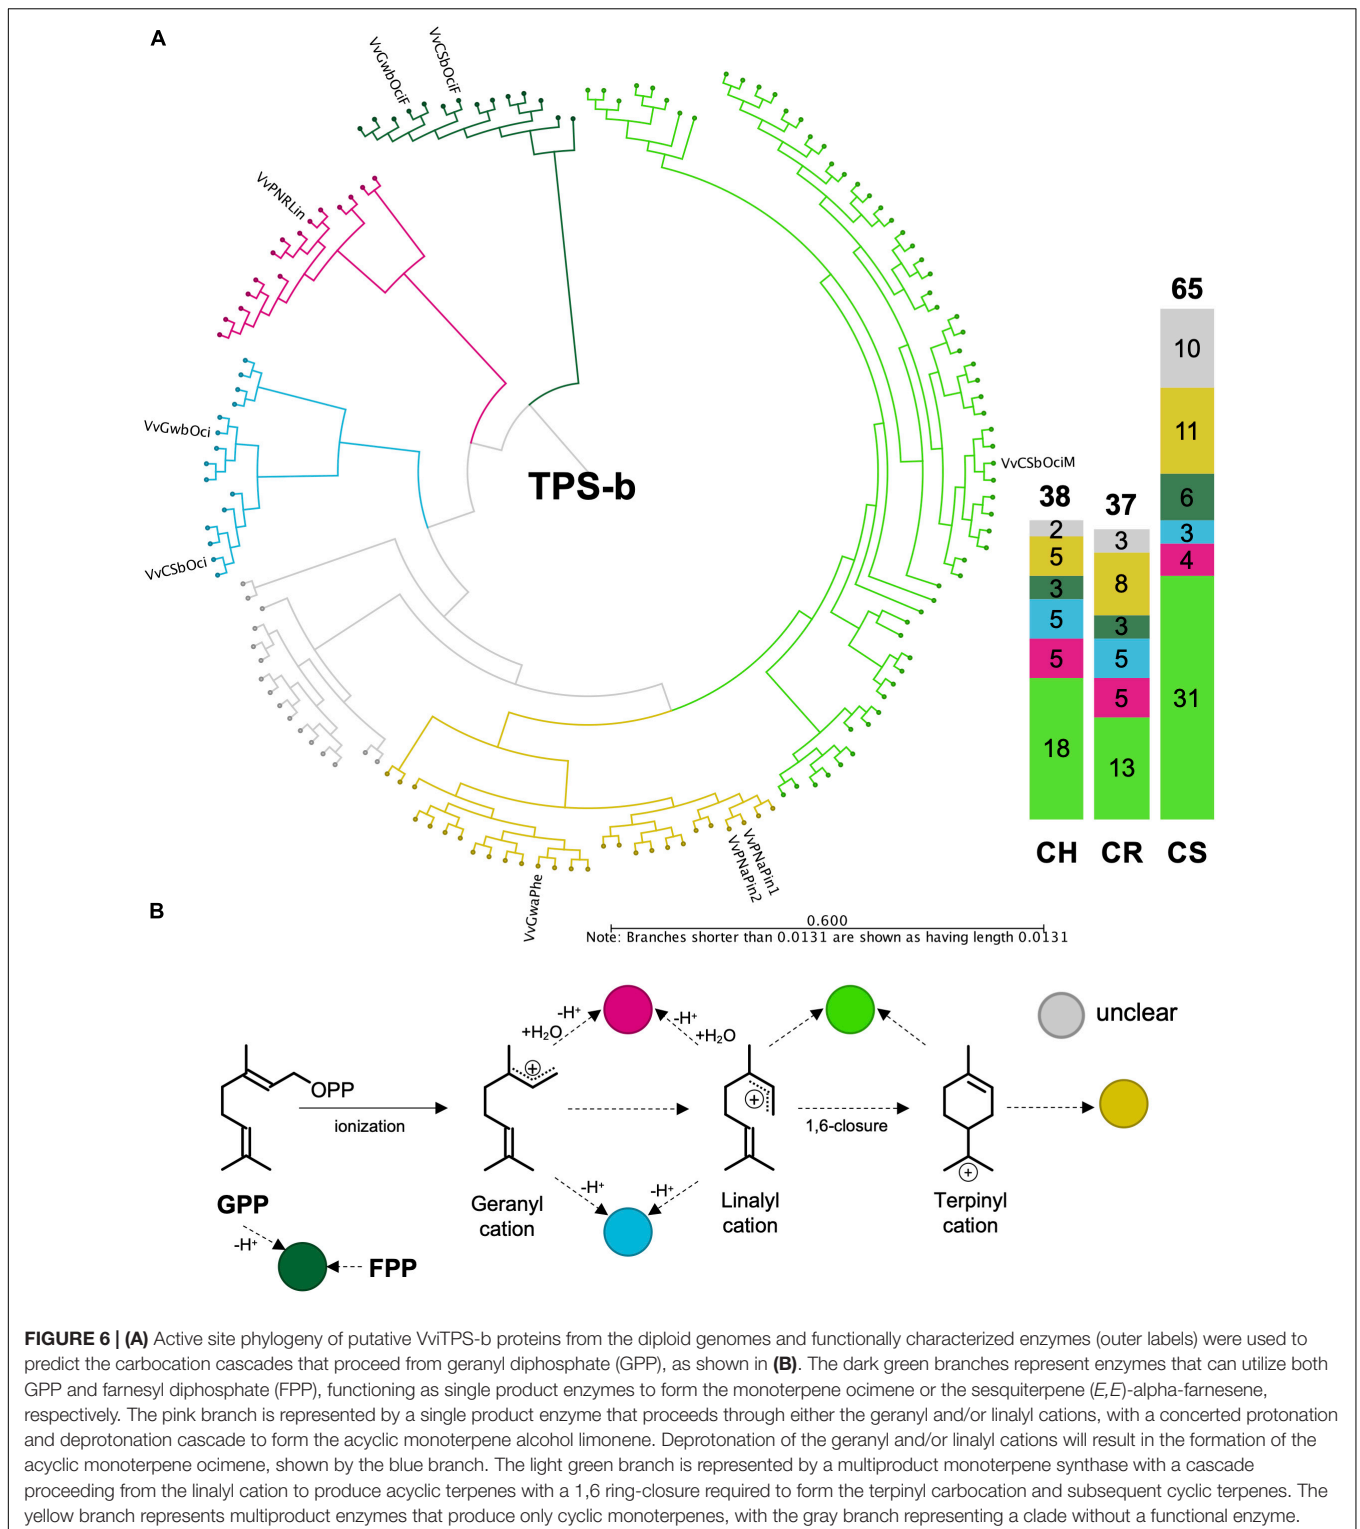 A
VvGwbOciF
VvCSbOciF
VvPNRLin
VvGwbOci
VvCSbOci
TPS-b
VvCSbOciM
VvPNaPin1
VvPNaPin2
VvGwaPhe
65
10
11
6
3
4
31
38
2
5
3
5
5
18
37
3
8
3
5
5
13
CH CR CS
0.600
Note: Branches shorter than 0.0131 are shown as having length 0.0131
B
-H⁺ -H⁺
+H₂O +H₂O
unclear
OPP
ionization
1,6-closure
-H⁺ -H⁺
GPP
Geranyl
cation
Linalyl
cation
Terpinyl
cation
-H⁺
FPP
FIGURE 6 | (A) Active site phylogeny of putative VviTPS-b proteins from the diploid genomes and functionally characterized enzymes (outer labels) were used to
predict the carbocation cascades that proceed from geranyl diphosphate (GPP), as shown in (B). The dark green branches represent enzymes that can utilize both
GPP and farnesyl diphosphate (FPP), functioning as single product enzymes to form the monoterpene ocimene or the sesquiterpene (E,E)-alpha-farnesene,
respectively. The pink branch is represented by a single product enzyme that proceeds through either the geranyl and/or linalyl cations, with a concerted protonation
and deprotonation cascade to form the acyclic monoterpene alcohol limonene. Deprotonation of the geranyl and/or linalyl cations will result in the formation of the
acyclic monoterpene ocimene, shown by the blue branch. The light green branch is represented by a multiproduct monoterpene synthase with a cascade
proceeding from the linalyl cation to produce acyclic terpenes with a 1,6 ring-closure required to form the terpinyl carbocation and subsequent cyclic terpenes. The
yellow branch represents multiproduct enzymes that produce only cyclic monoterpenes, with the gray branch representing a clade without a functional enzyme.